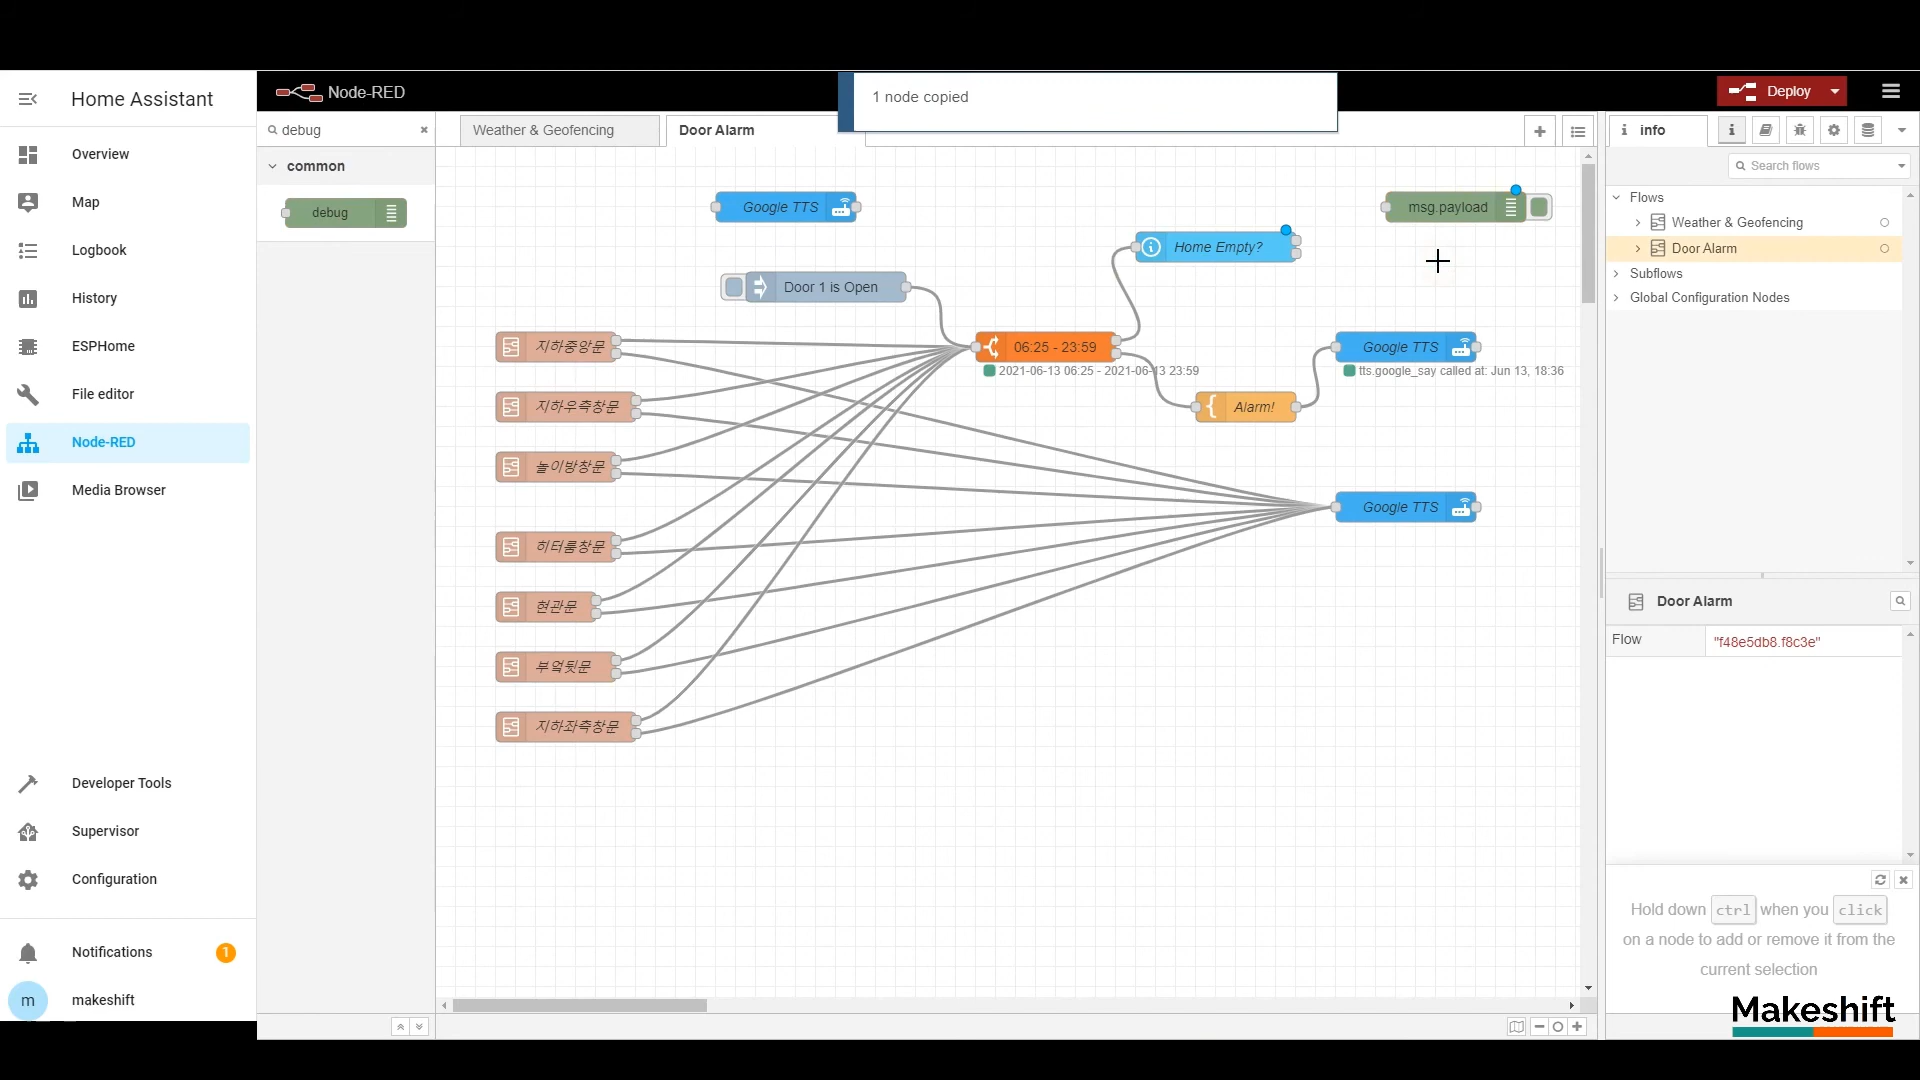 Home Assistant
Overview
Map
Logbook
History
ESPHome
File editor
Node-RED
Media Browser
Developer Tools
Supervisor
Configuration
Notifications
1
m
makeshift
Node-RED
1 node copied
Deploy
debug
common
debug
Weather & Geofencing
Door Alarm
Google TTS
msg.payload
Home Empty?
Door 1 is Open
지하중앙문
06:25 - 23:59
2021-06-13 06:25 - 2021-06-13 23:59
Google TTS
tts.google_say called at: Jun 13, 18:36
지하우측창문
Alarm!
놀이방창문
Google TTS
히터룸창문
현관문
부엌뒷문
지하좌측창문
info
Search flows
Flows
Weather & Geofencing
Door Alarm
Subflows
Global Configuration Nodes
Door Alarm
Flow
"f48e5db8.f8c3e"
Hold down ctrl when you click
on a node to add or remove it from the
current selection
Makeshift